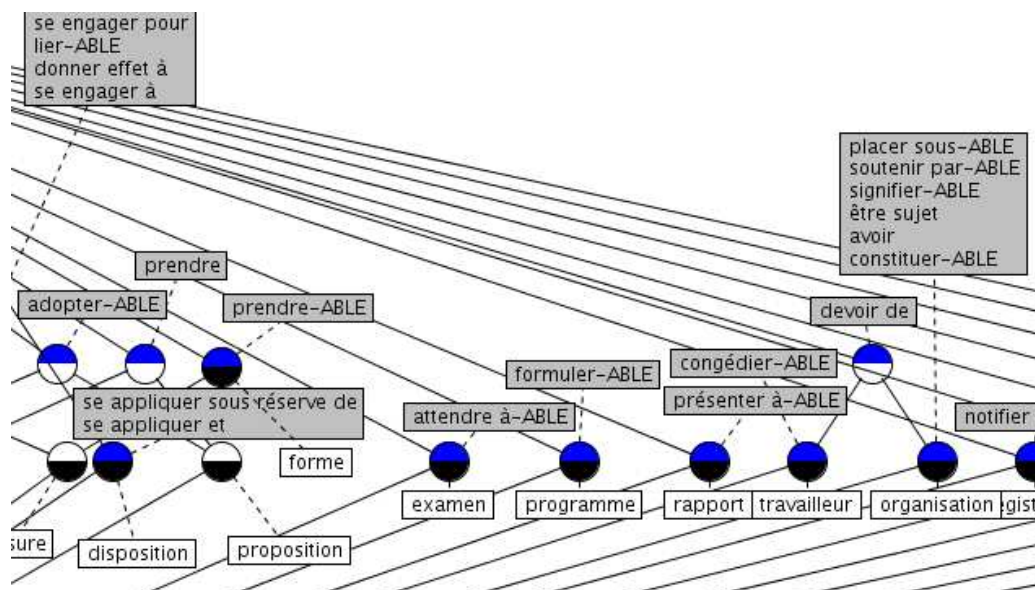 se engager pour
lier-ABLE
donner effet à
se engager à
placer sous-ABLE
soutenir par-ABLE
signifier-ABLE
être sujet
avoir
constituer-ABLE
prendre
adopter-ABLE
prendre-ABLE
devoir de
congédier-ABLE
formuler-ABLE
se appliquer sous réserve de
se appliquer et
présenter à-ABLE
attendre à-ABLE
notifier
forme
examen
programme
rapport
travailleur
organisation
sure
disposition
proposition